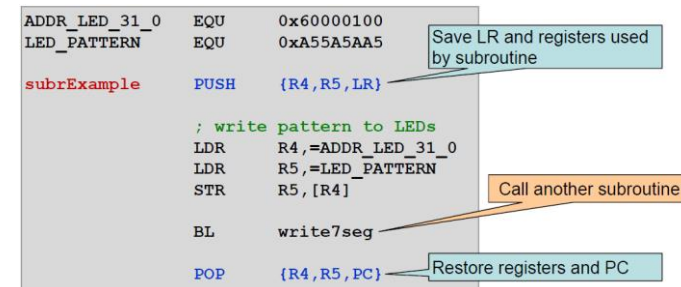 ADDR_LED_31_0 EQU 0x60000100
LED_PATTERN EQU 0xA55A5AA5
Save LR and registers used
by subroutine
subrExample PUSH {R4,R5,LR}
; write pattern to LEDs
LDR R4,=ADDR_LED_31_0
LDR R5,=LED_PATTERN
STR R5,[R4]
Call another subroutine
BL write7seg
POP {R4,R5,PC}
Restore registers and PC